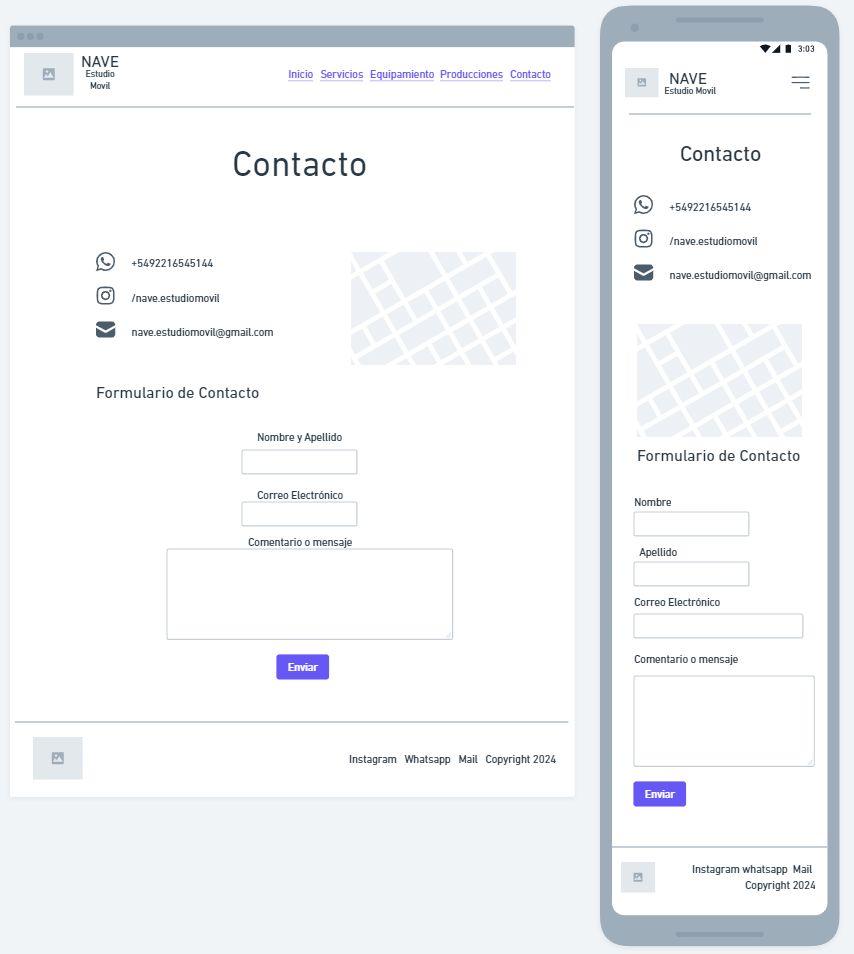 NAVE
Estudio
Movil
Inicio Servicios Equipamiento Producciones Contacto
Contacto
+5492216545144
/nave.estudiomovil
nave.estudiomovil@gmail.com
Formulario de Contacto
Nombre y Apellido
Correo Electrónico
Comentario o mensaje
Enviar
Instagram Whatsapp Mail Copyright 2024
3:03
NAVE
Estudio Movil
Contacto
+5492216545144
/nave.estudiomovil
nave.estudiomovil@gmail.com
Formulario de Contacto
Nombre
Apellido
Correo Electrónico
Comentario o mensaje
Enviar
Instagram whatsapp Mail
Copyright 2024